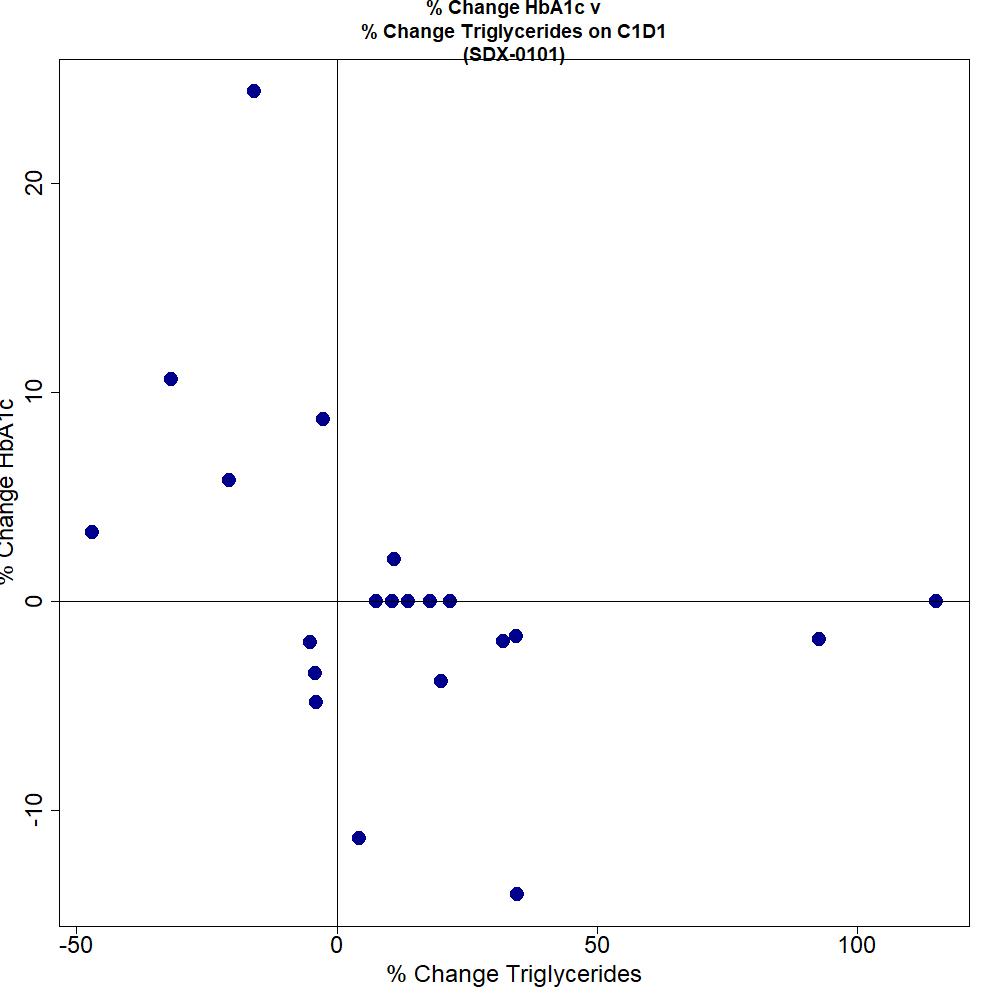 % Change HbA1c v
% Change Triglycerides on C1D1
(SDX-0101)
% Change HbA1c
20
10
0
-10
-50
0
50
100
% Change Triglycerides